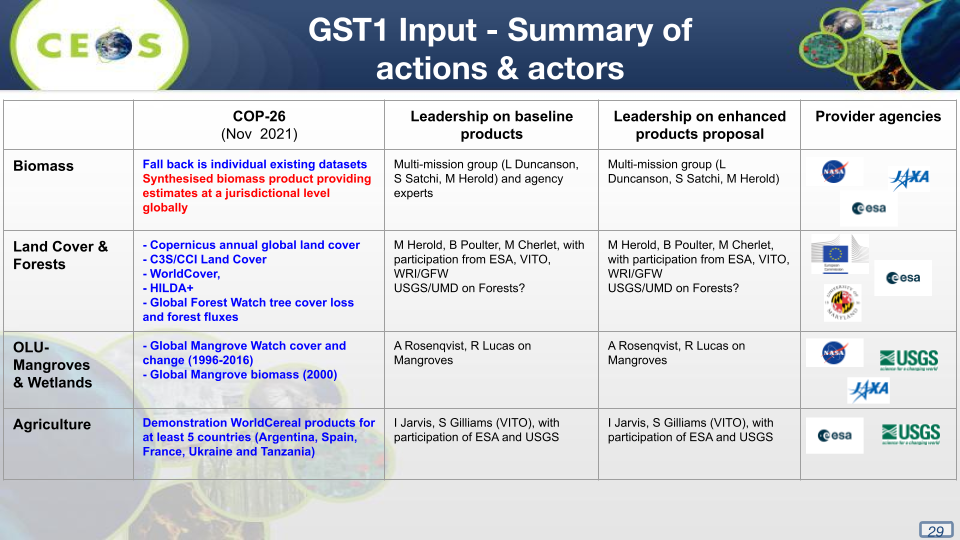 CEOS
GST1 Input - Summary of
actions & actors
COP-26
(Nov 2021)
Leadership on baseline
products
Leadership on enhanced
products proposal
Provider agencies
Biomass
Fall back is individual existing datasets
Synthesised biomass product providing
estimates at a jurisdictional level
globally
Multi-mission group (L Duncanson,
S Satchi, M Herold) and agency
experts
Multi-mission group (L
Duncanson, S Satchi, M Herold)
NASA
JAXA
esa
Land Cover &
Forests
- Copernicus annual global land cover
- C3S/CCI Land Cover
- WorldCover,
- HILDA+
- Global Forest Watch tree cover loss
and forest fluxes
M Herold, B Poulter, M Cherlet, with
participation from ESA, VITO,
WRI/GFW
USGS/UMD on Forests?
M Herold, B Poulter, M Cherlet,
with participation from ESA, VITO,
WRI/GFW
USGS/UMD on Forests?
European
Commission
esa
UNIVERSITY OF
MARYLAND
OLU-
Mangroves
& Wetlands
- Global Mangrove Watch cover and
change (1996-2016)
- Global Mangrove biomass (2000)
A Rosenqvist, R Lucas on
Mangroves
A Rosenqvist, R Lucas on
Mangroves
NASA
USGS
science for a changing world
JAXA
Agriculture
Demonstration WorldCereal products for
at least 5 countries (Argentina, Spain,
France, Ukraine and Tanzania)
I Jarvis, S Gilliams (VITO), with
participation of ESA and USGS
I Jarvis, S Gilliams (VITO), with
participation of ESA and USGS
esa
USGS
science for a changing world
29